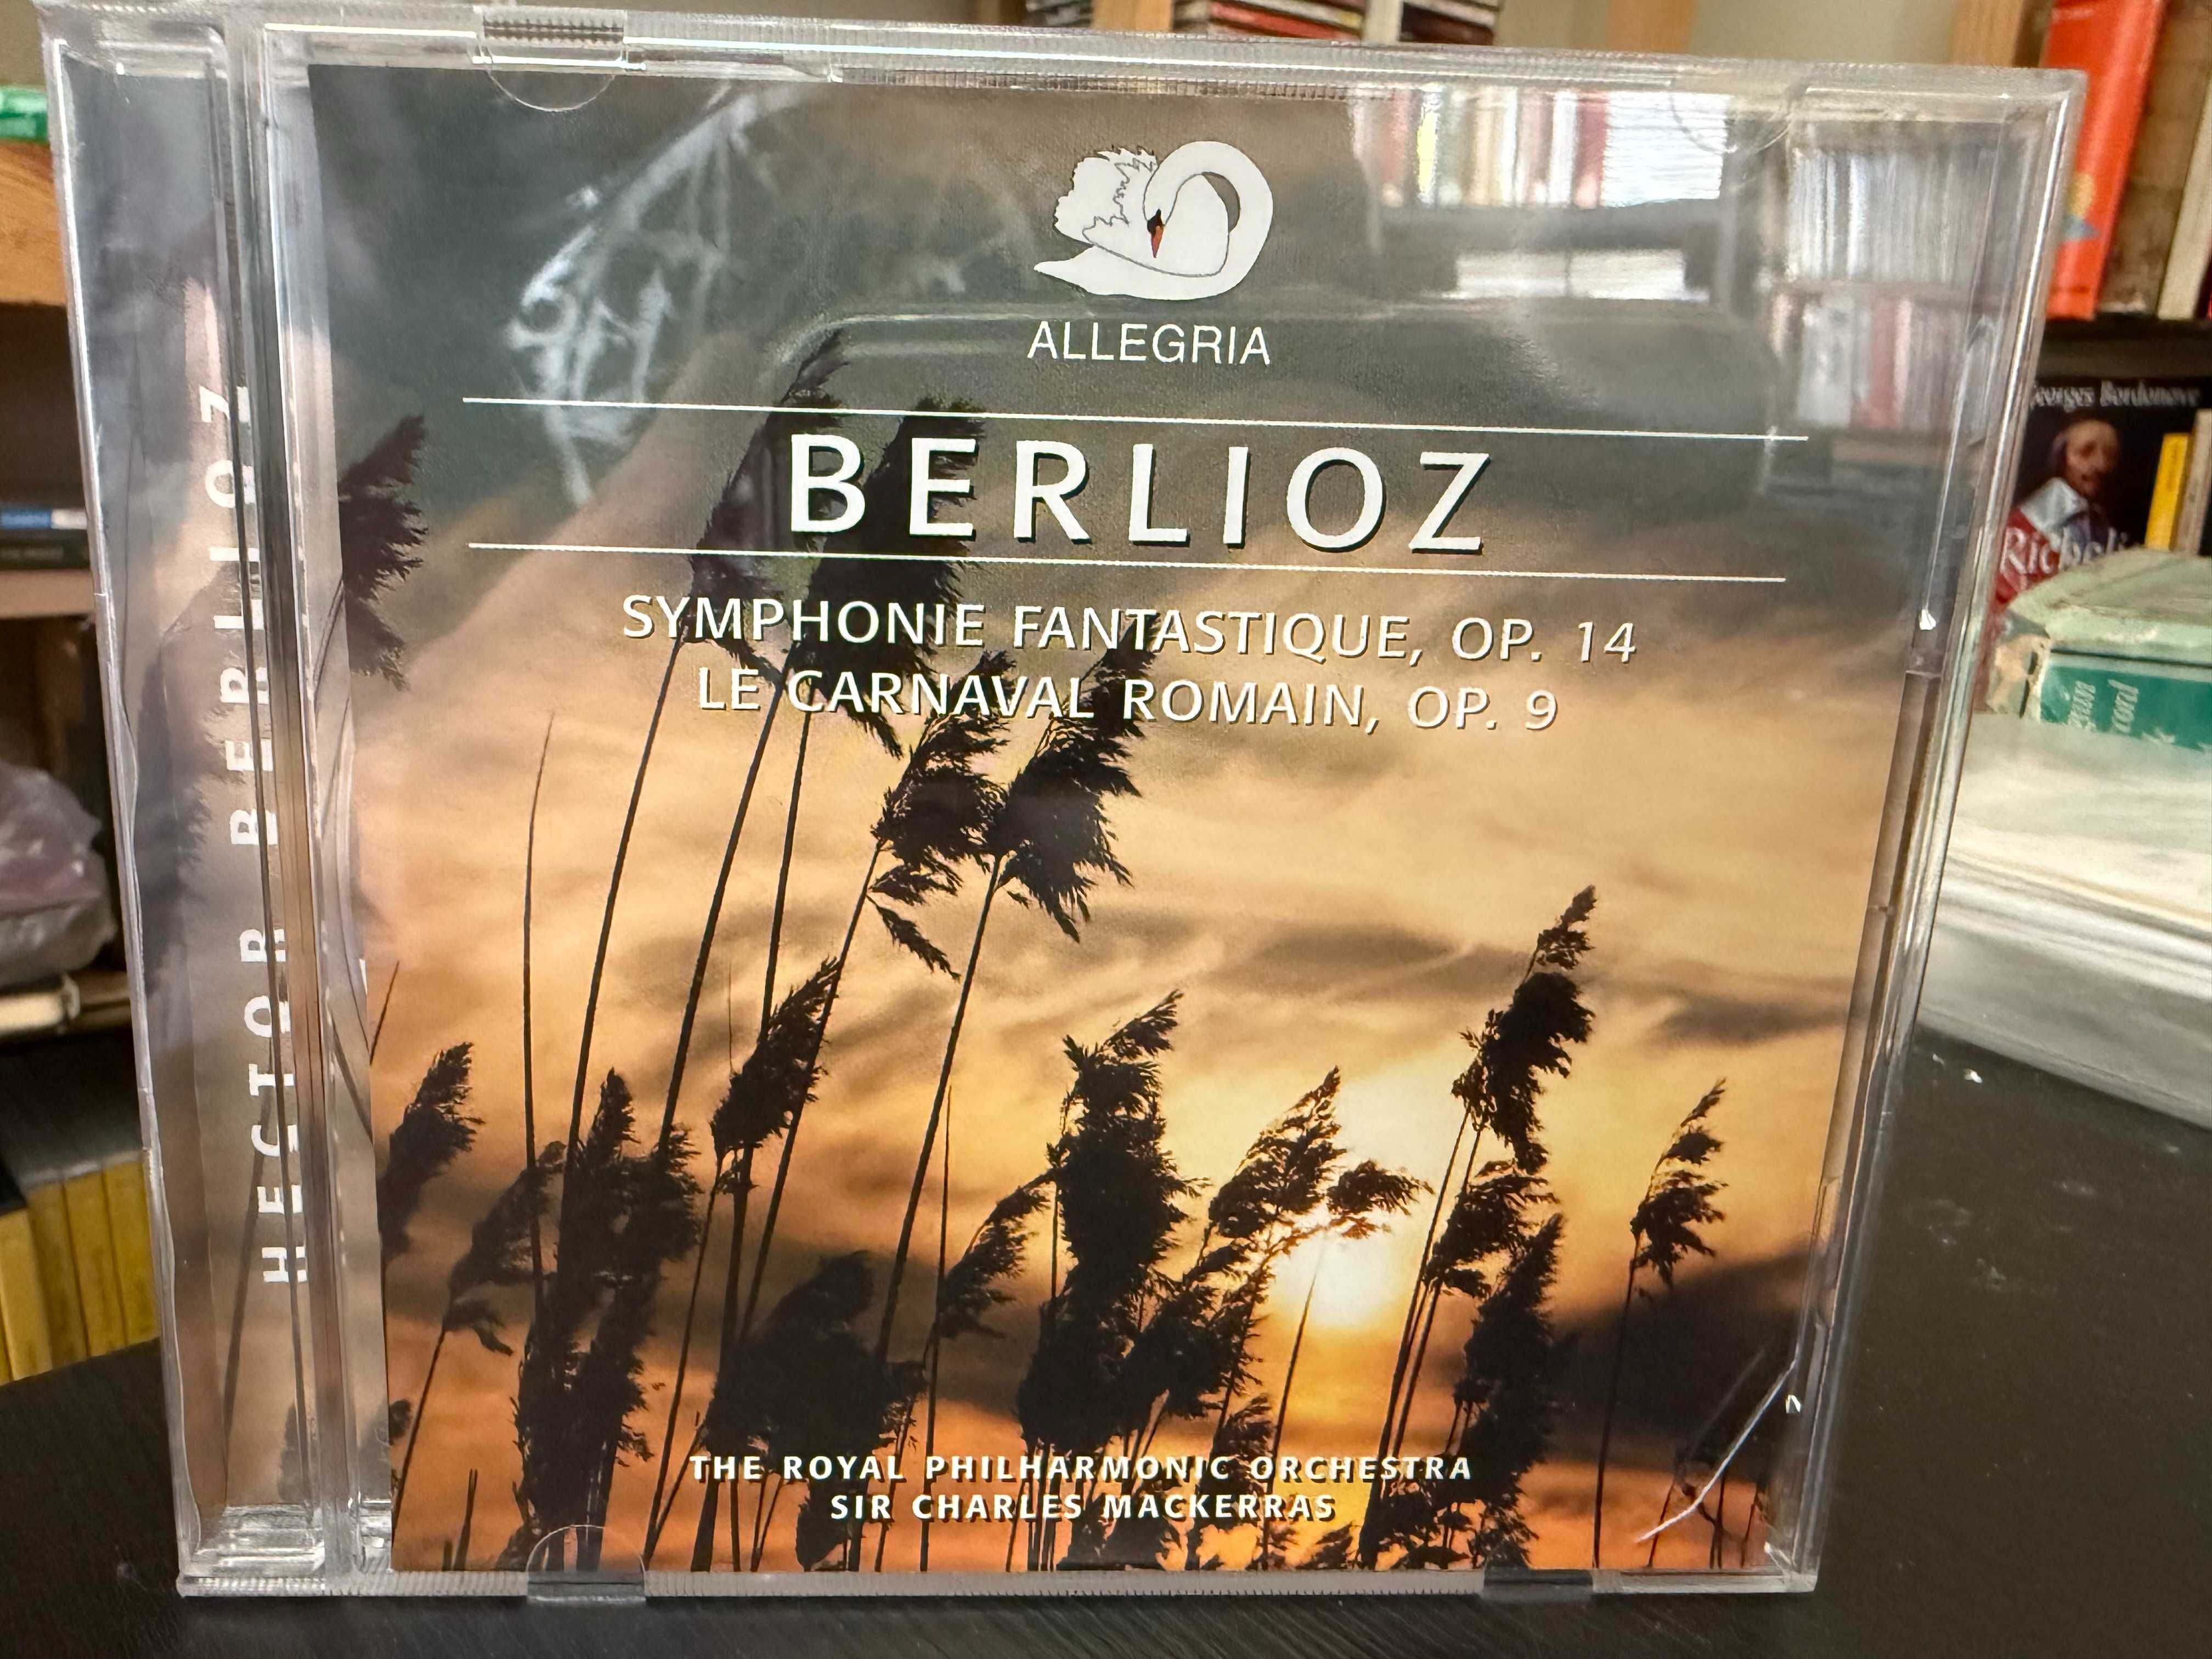 ALLEGRIA
BERLIOZ
SYMPHONIE FANTASTIQUE, OP. 14
LE CARNAVAL ROMAIN, OP. 9
THE ROYAL PHILHARMONIC ORCHESTRA
SIR CHARLES MACKERRAS
HECTOR BERLIOZ
Georges Bordonove